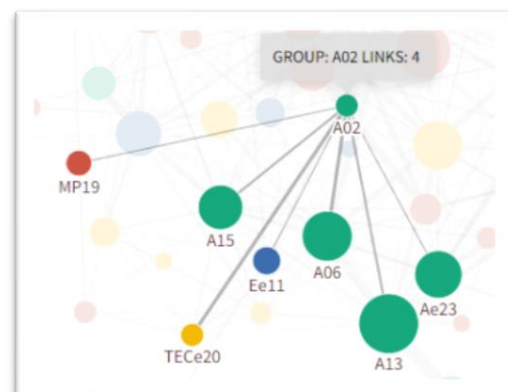 GROUP: A02 LINKS: 4
A02
MP19
A15
A06
Ee11
Ae23
TECe20
A13